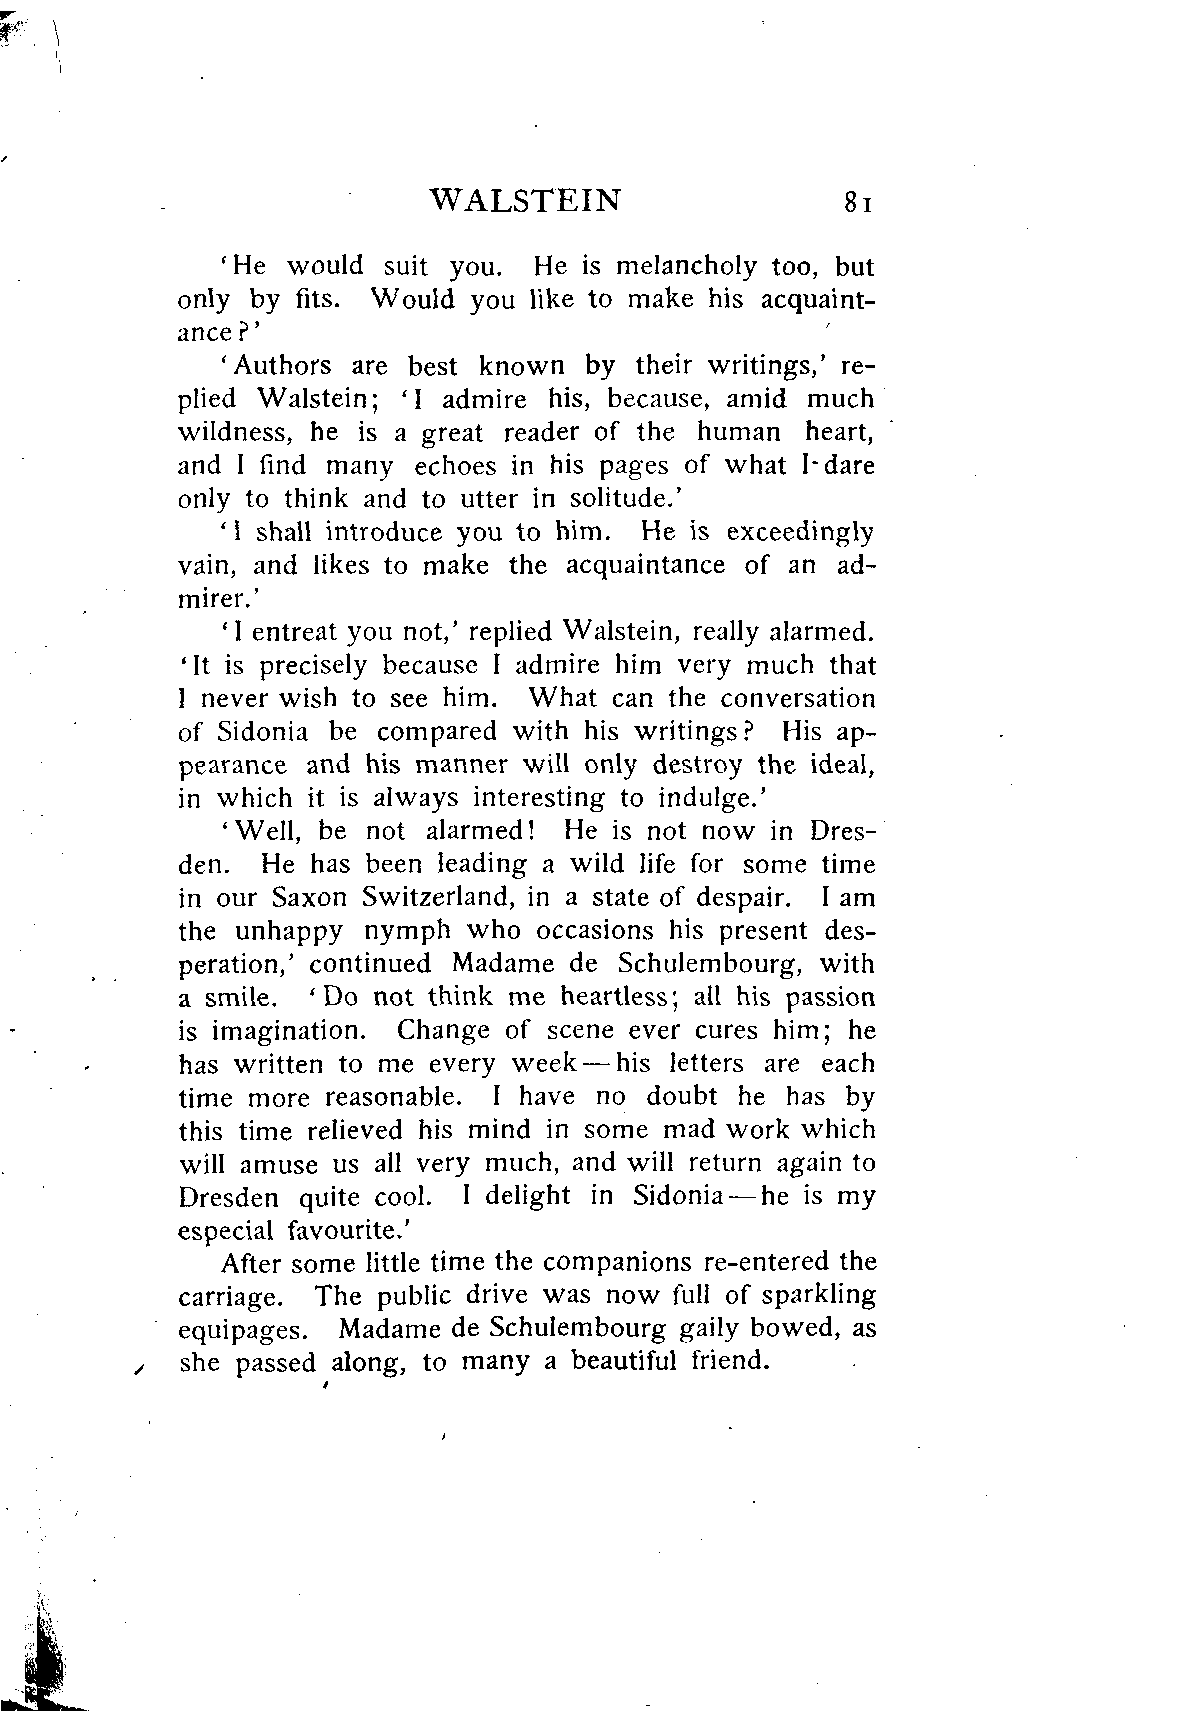 WALSTEIN 81
‘He would suit you. He is melancholy too, but
only by fits. Would you like to make his acquaint-
ance?’
‘Authors are best known by their writings,’ re-
plied Walstein; ‘I admire his, because, amid much
wildness, he is a great reader of the human heart,
and I find many echoes in his pages of what I dare
only to think and to utter in solitude.’
‘I shall introduce you to him. He is exceedingly
vain, and likes to make the acquaintance of an ad-
mirer.’
‘I entreat you not,’ replied Walstein, really alarmed.
‘It is precisely because I admire him very much that
I never wish to see him. What can the conversation
of Sidonia be compared with his writings? His ap-
pearance and his manner will only destroy the ideal,
in which it is always interesting to indulge.’
‘Well, be not alarmed! He is not now in Dres-
den. He has been leading a wild life for some time
in our Saxon Switzerland, in a state of despair. I am
the unhappy nymph who occasions his present des-
peration,’ continued Madame de Schulembourg, with
a smile. ‘Do not think me heartless; all his passion
is imagination. Change of scene ever cures him; he
has written to me every week—his letters are each
time more reasonable. I have no doubt he has by
this time relieved his mind in some mad work which
will amuse us all very much, and will return again to
Dresden quite cool. I delight in Sidonia—he is my
especial favourite.’
After some little time the companions re-entered the
carriage. The public drive was now full of sparkling
equipages. Madame de Schulembourg gaily bowed, as
she passed along, to many a beautiful friend.